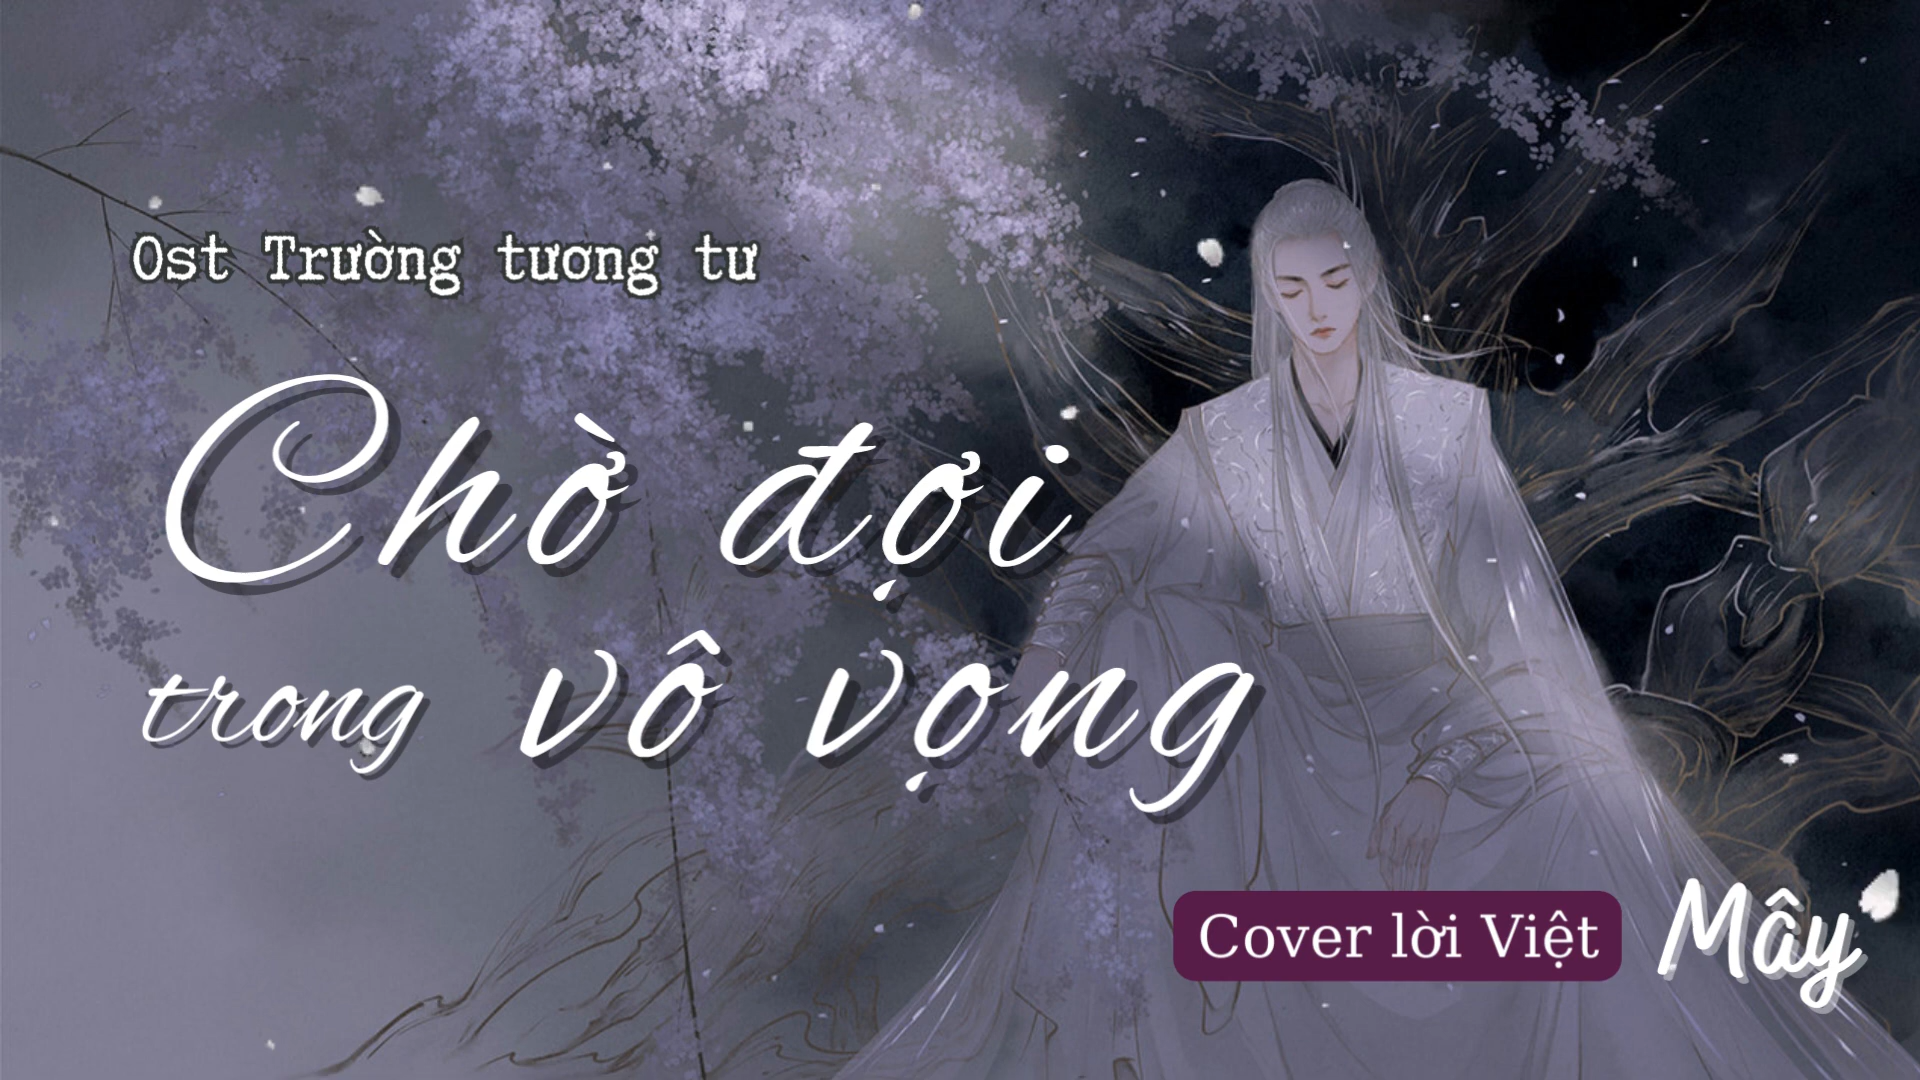 Ost Trường tương tư
Chờ đợi
trong vô vọng
Cover lời Việt
Mây